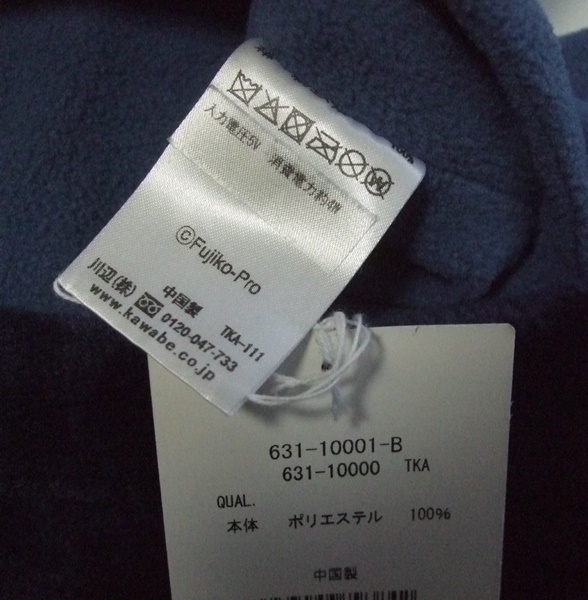 入力電圧5V
消費電力約4W
©Fujiko-Pro
中国製
TKA-111
川辺(株)
0120-047-733
www.kawabe.co.jp
631-10001-B
631-10000 TKA
QUAL.
本体 ポリエステル 100%
中国製